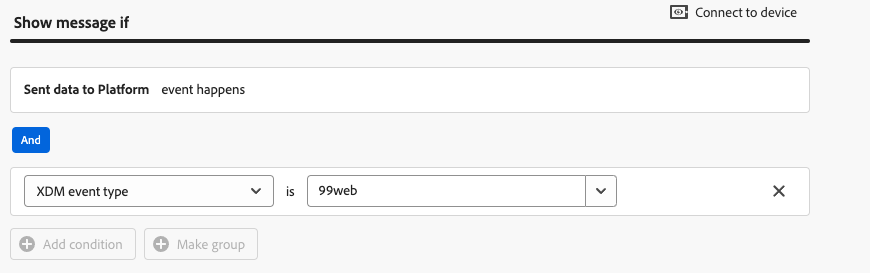 Show message if
Connect to device
Sent data to Platform event happens
And
XDM event type is 99web
Add condition Make group